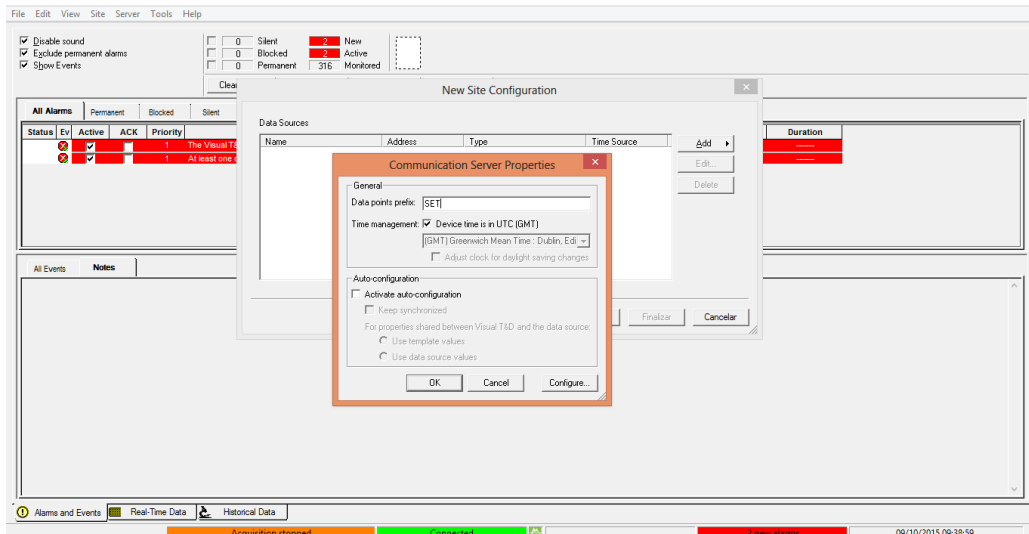 File Edit View Site Server Tools Help
Disable sound
Exclude permanent alarms
Show Events
0 Silent 2 New
0 Blocked 2 Active
0 Permanent 316 Monitored
New Site Configuration
All Alarms Permanent Blocked Silent
Status Ev Active ACK Priority Duration
1 The Visual T& ------
1 At least one ------
Data Sources
Name Address Type Time Source
Add
Edit...
Delete
Communication Server Properties
General
Data points prefix: SET
Time management: Device time is in UTC (GMT)
(GMT) Greenwich Mean Time : Dublin, Edi
Adjust clock for daylight saving changes
Auto-configuration
Activate auto-configuration
Keep synchronized
For properties shared between Visual T&D and the data source:
Use template values
Use data source values
OK Cancel Configure...
Finalizar Cancelar
All Events Notes
Alarms and Events Real-Time Data Historical Data
Acquisition stopped Connected 2 new alarms 09/10/2015 09:38:59